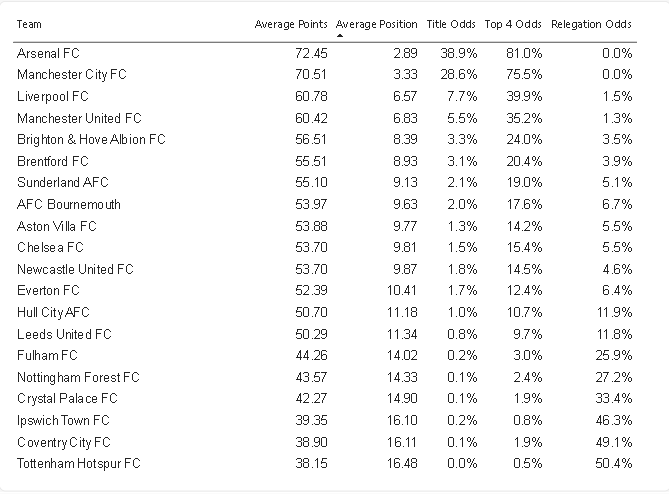 Team Average Points Average Position Title Odds Top 4 Odds Relegation Odds
Arsenal FC 72.45 2.89 38.9% 81.0% 0.0%
Manchester City FC 70.51 3.33 28.6% 75.5% 0.0%
Liverpool FC 60.78 6.57 7.7% 39.9% 1.5%
Manchester United FC 60.42 6.83 5.5% 35.2% 1.3%
Brighton & Hove Albion FC 56.51 8.39 3.3% 24.0% 3.5%
Brentford FC 55.51 8.93 3.1% 20.4% 3.9%
Sunderland AFC 55.10 9.13 2.1% 19.0% 5.1%
AFC Bournemouth 53.97 9.63 2.0% 17.6% 6.7%
Aston Villa FC 53.88 9.77 1.3% 14.2% 5.5%
Chelsea FC 53.70 9.81 1.5% 15.4% 5.5%
Newcastle United FC 53.70 9.87 1.8% 14.5% 4.6%
Everton FC 52.39 10.41 1.7% 12.4% 6.4%
Hull City AFC 50.70 11.18 1.0% 10.7% 11.9%
Leeds United FC 50.29 11.34 0.8% 9.7% 11.8%
Fulham FC 44.26 14.02 0.2% 3.0% 25.9%
Nottingham Forest FC 43.57 14.33 0.1% 2.4% 27.2%
Crystal Palace FC 42.27 14.90 0.1% 1.9% 33.4%
Ipswich Town FC 39.35 16.10 0.2% 0.8% 46.3%
Coventry City FC 38.90 16.11 0.1% 1.9% 49.1%
Tottenham Hotspur FC 38.15 16.48 0.0% 0.5% 50.4%